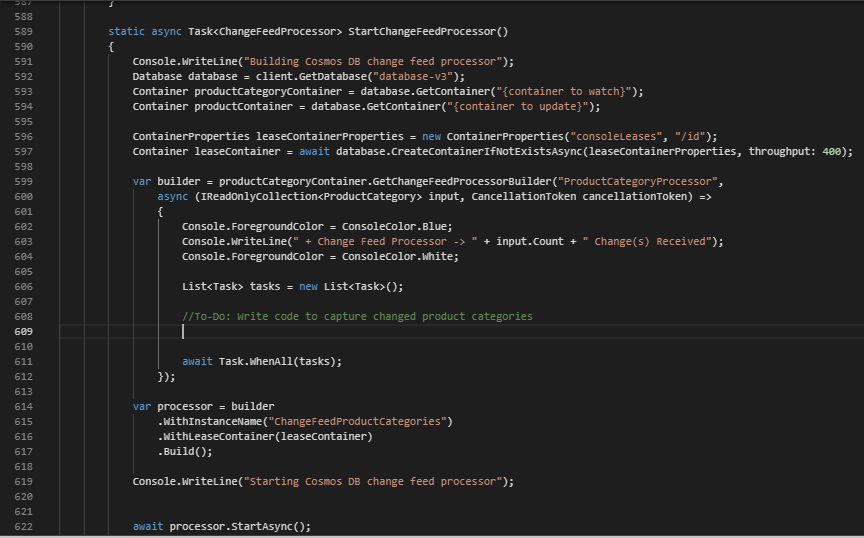 587 }
588
589 static async Task<ChangeFeedProcessor> StartChangeFeedProcessor()
590 {
591 Console.WriteLine("Building Cosmos DB change feed processor");
592 Database database = client.GetDatabase("database-v3");
593 Container productCategoryContainer = database.GetContainer("{container to watch}");
594 Container productContainer = database.GetContainer("{container to update}");
595
596 ContainerProperties leaseContainerProperties = new ContainerProperties("consoleLeases", "/id");
597 Container leaseContainer = await database.CreateContainerIfNotExistsAsync(leaseContainerProperties, throughput: 400);
598
599 var builder = productCategoryContainer.GetChangeFeedProcessorBuilder("ProductCategoryProcessor",
600 async (IReadOnlyCollection<ProductCategory> input, CancellationToken cancellationToken) =>
601 {
602 Console.ForegroundColor = ConsoleColor.Blue;
603 Console.WriteLine(" + Change Feed Processor -> " + input.Count + " Change(s) Received");
604 Console.ForegroundColor = ConsoleColor.White;
605
606 List<Task> tasks = new List<Task>();
607
608 //To-Do: Write code to capture changed product categories
609
610
611 await Task.WhenAll(tasks);
612 });
613
614 var processor = builder
615 .WithInstanceName("ChangeFeedProductCategories")
616 .WithLeaseContainer(leaseContainer)
617 .Build();
618
619 Console.WriteLine("Starting Cosmos DB change feed processor");
620
621
622 await processor.StartAsync();